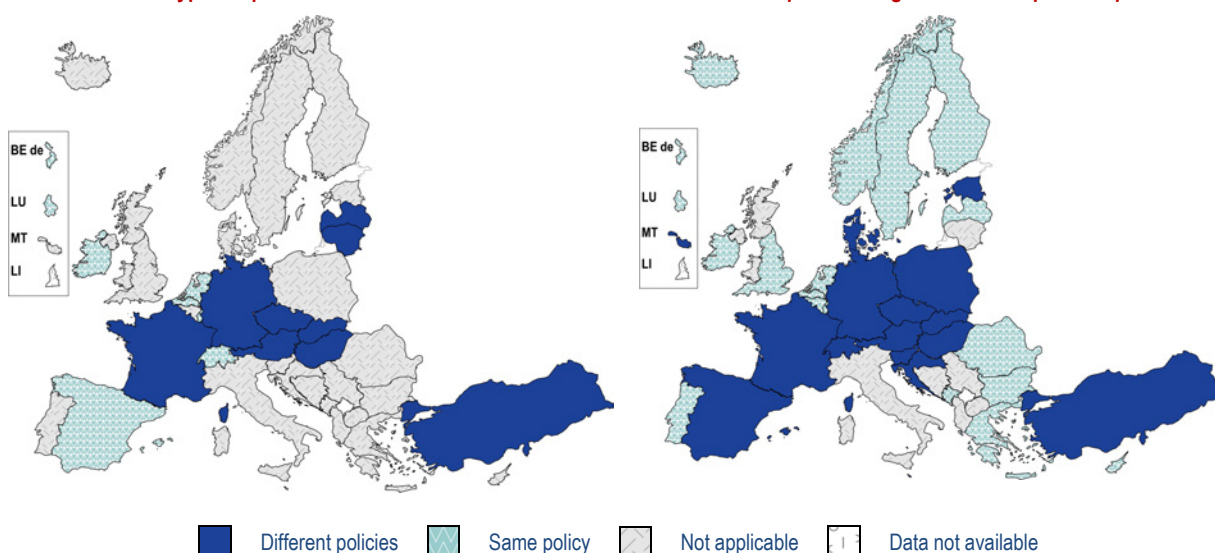 BE de
LU
MT
LI
BE de
LU
MT
LI
Different policies Same policy Not applicable Data not available